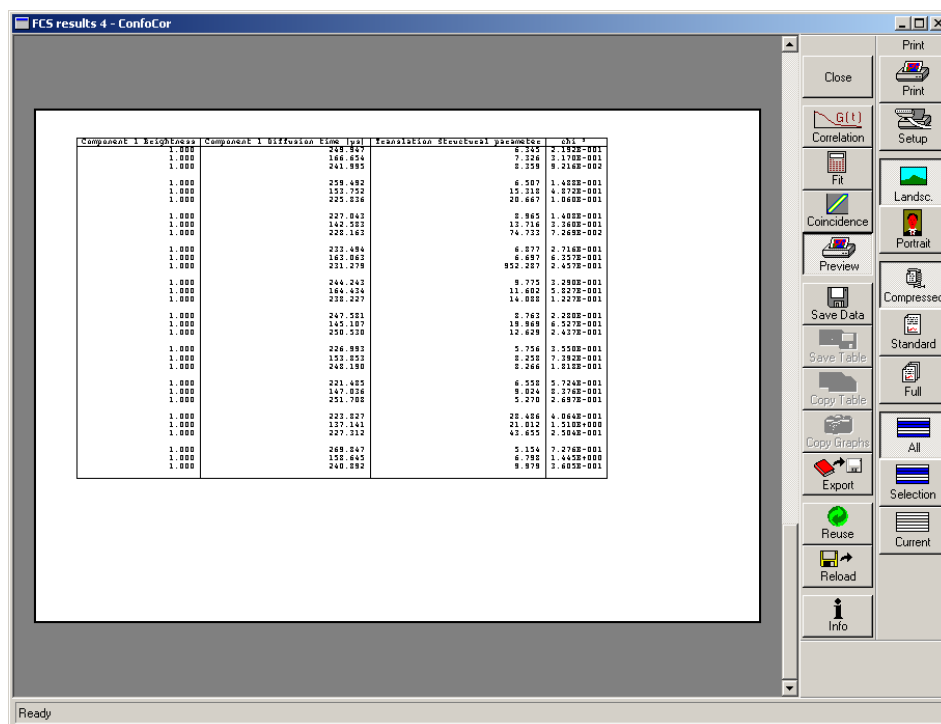 FCS results 4 - ConfoCor
Component 1 Brightness Component 1 Diffusion time [µs] Translation Structural parameter chi ²
1.000 249.947 6.345 2.192E-001
1.000 166.654 7.326 3.170E-001
1.000 241.995 8.359 9.216E-002
1.000 259.492 6.507 1.488E-001
1.000 153.752 15.318 4.872E-001
1.000 225.836 20.667 1.060E-001
1.000 227.043 8.965 1.408E-001
1.000 142.583 13.716 3.360E-001
1.000 228.163 74.733 7.269E-002
1.000 233.494 6.877 2.716E-001
1.000 163.063 6.697 6.357E-001
1.000 231.279 952.287 2.457E-001
1.000 244.243 9.775 3.290E-001
1.000 164.434 11.602 5.827E-001
1.000 238.227 14.088 1.227E-001
1.000 247.581 8.763 2.280E-001
1.000 145.107 19.969 6.527E-001
1.000 250.530 12.629 2.437E-001
1.000 226.993 5.756 3.550E-001
1.000 153.853 8.258 7.392E-001
1.000 248.190 8.266 1.818E-001
1.000 221.485 6.558 5.724E-001
1.000 147.036 9.024 8.376E-001
1.000 251.708 5.270 2.697E-001
1.000 223.827 28.486 4.064E-001
1.000 137.141 21.012 1.510E+000
1.000 227.312 43.655 2.504E-001
1.000 269.847 5.154 7.276E-001
1.000 158.645 6.798 1.445E+000
1.000 240.892 9.979 3.605E-001
Close
G(t)
Correlation
Fit
Coincidence
Preview
Save Data
Save Table
Copy Table
Copy Graphs
Export
Reuse
Reload
i
Info
Print
Print
Setup
Landsc.
Portrait
Compressed
Standard
Full
All
Selection
Current
Ready